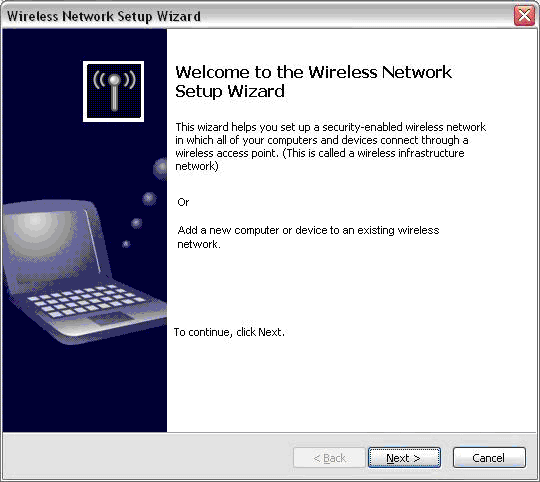 Wireless Network Setup Wizard
Welcome to the Wireless Network
Setup Wizard
This wizard helps you set up a security-enabled wireless network
in which all of your computers and devices connect through a
wireless access point. (This is called a wireless infrastructure
network)
Or
Add a new computer or device to an existing wireless
network.
To continue, click Next.
< Back
Next >
Cancel